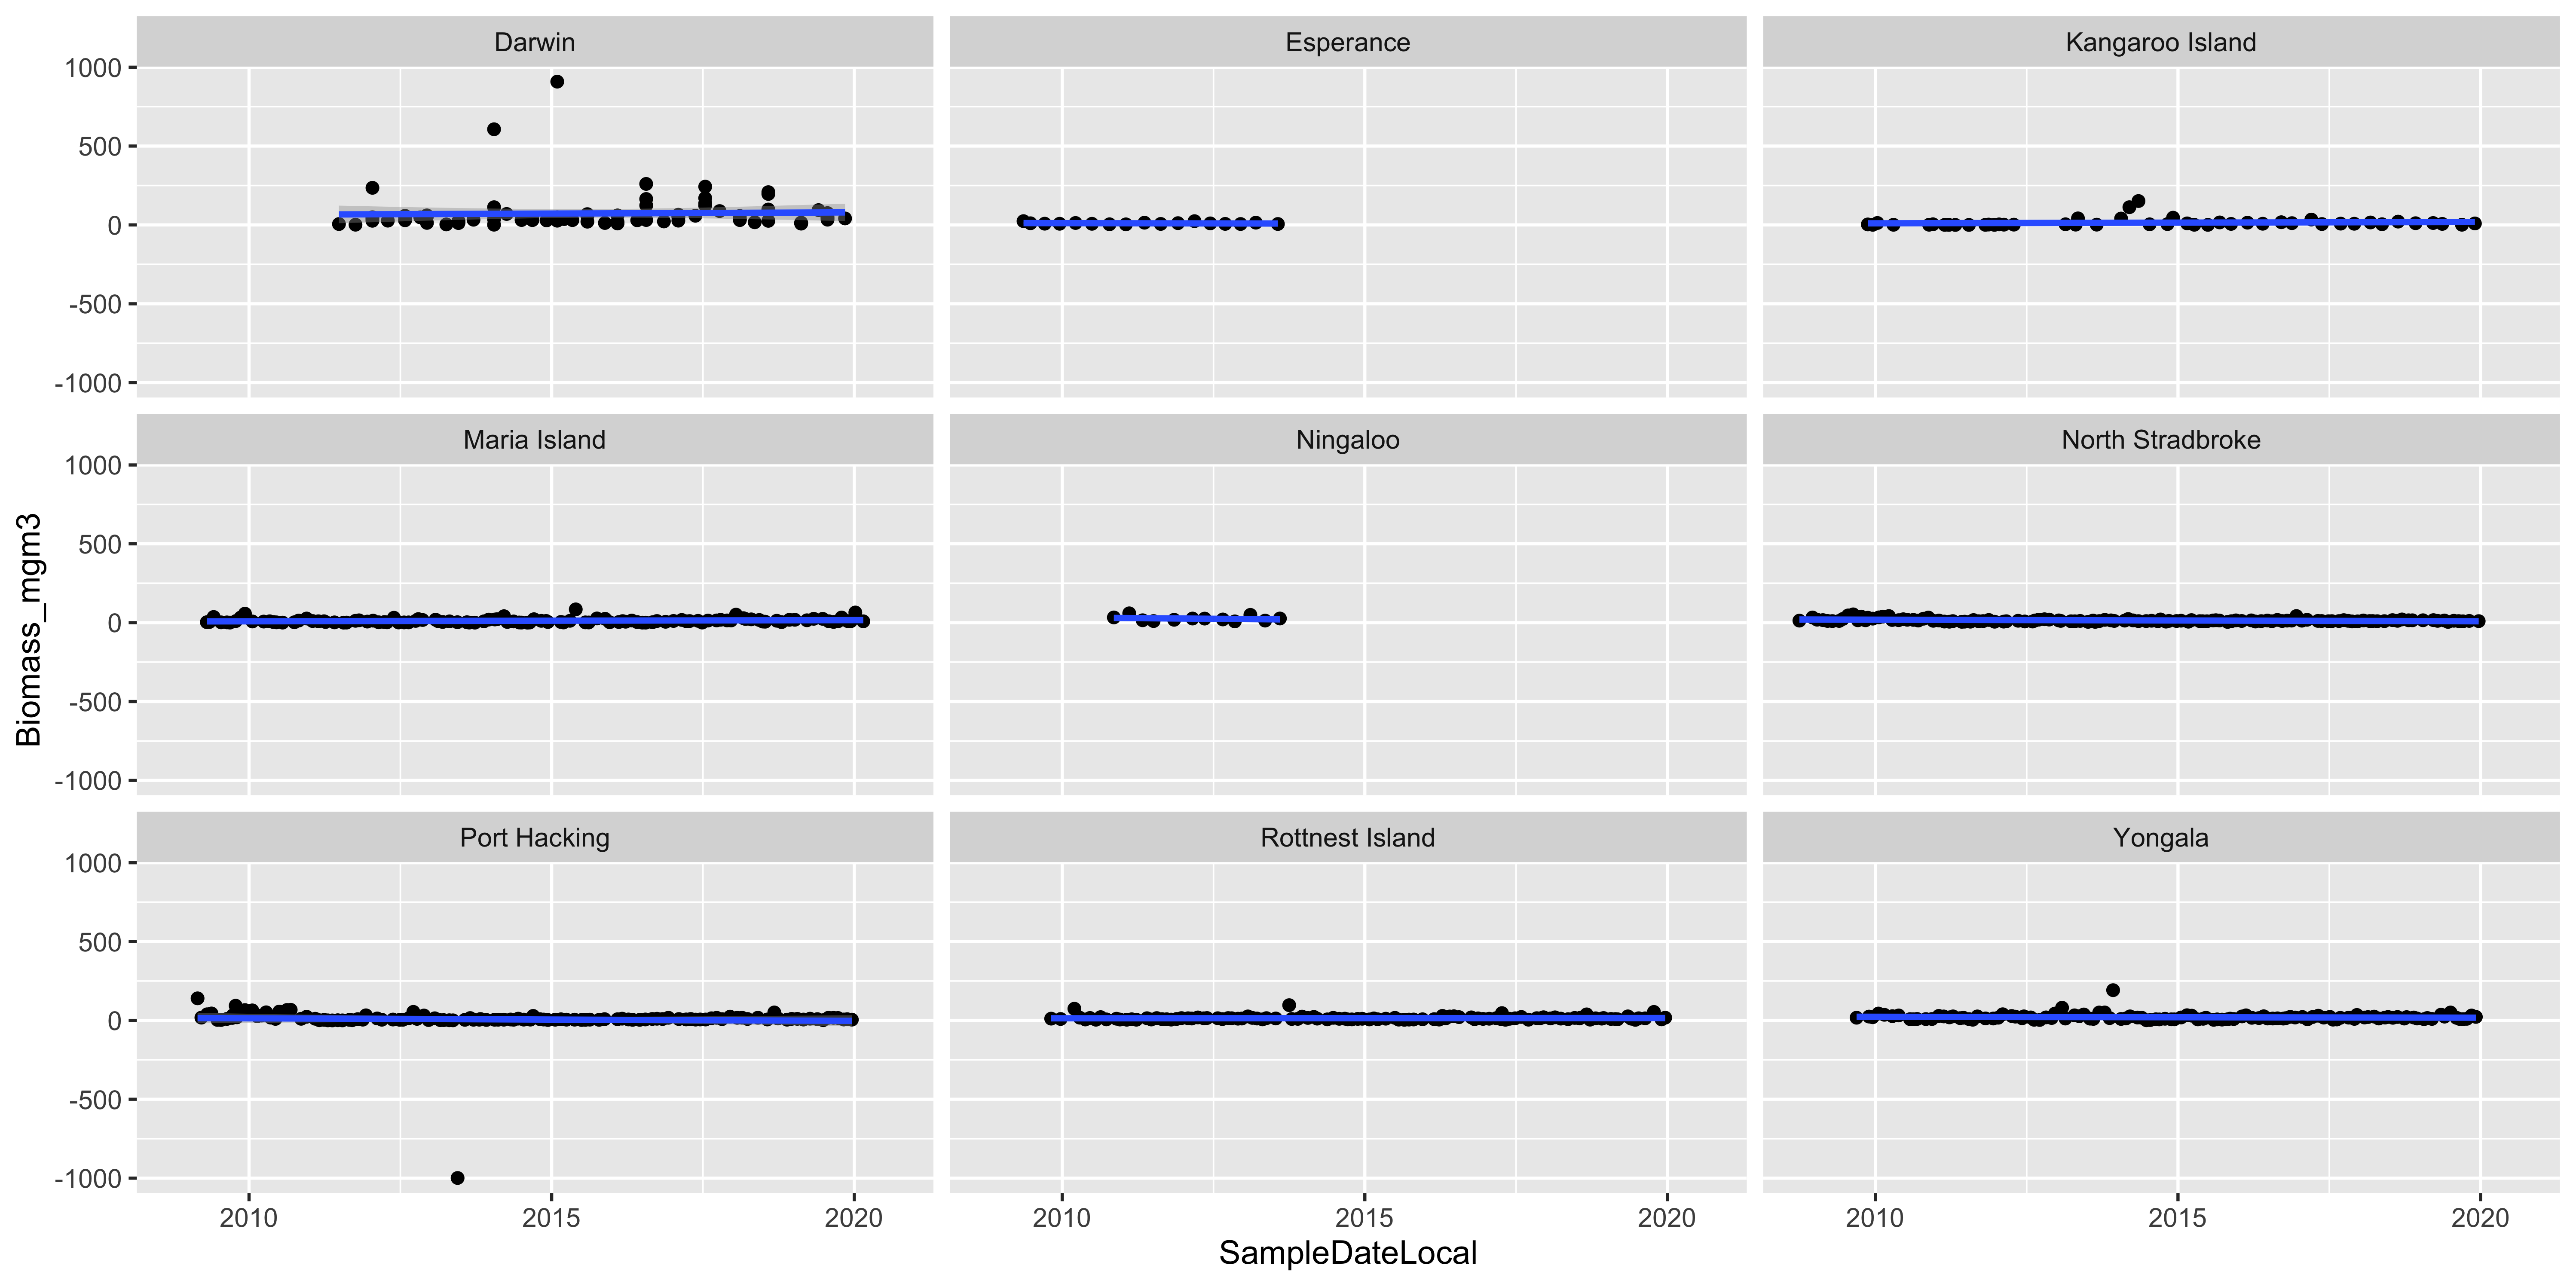 Darwin
Esperance
Kangaroo Island
1000
500
0
-500
-1000
Maria Island
Ningaloo
North Stradbroke
1000
500
0
-500
-1000
Biomass_mgm3
Port Hacking
Rottnest Island
Yongala
1000
500
0
-500
-1000
2010 2015 2020 2010 2015 2020 2010 2015 2020
SampleDateLocal